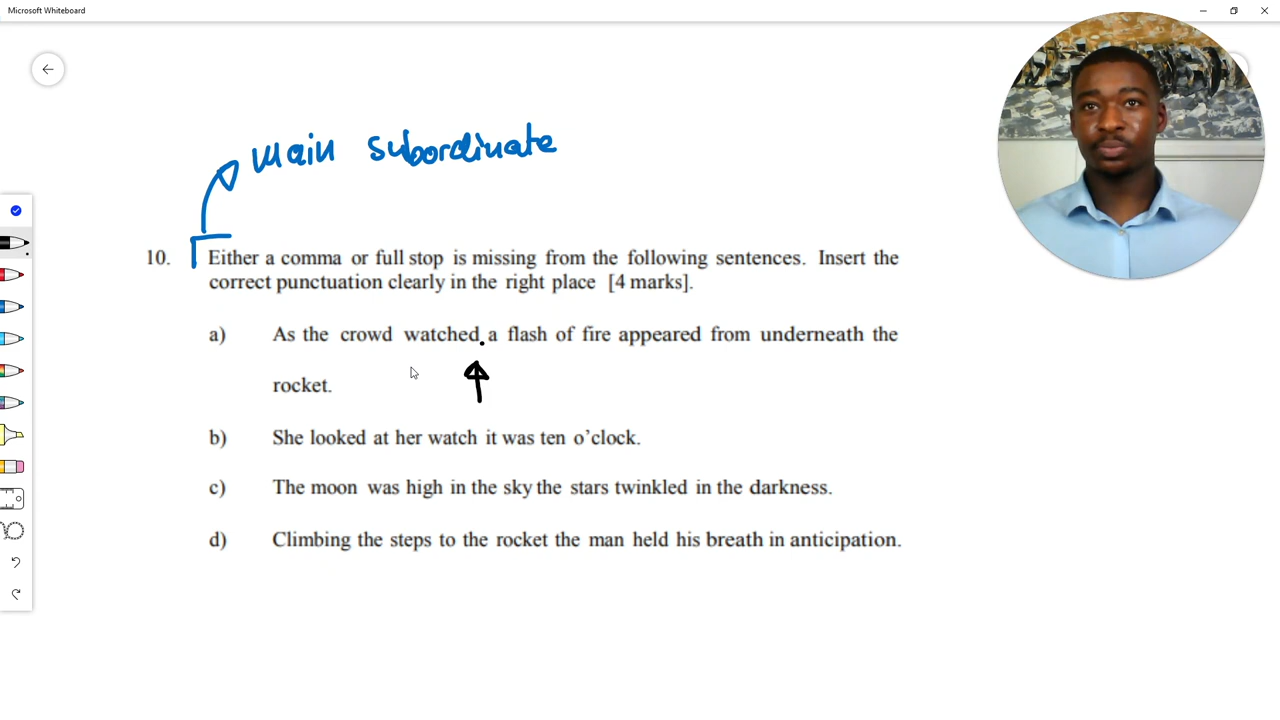 Microsoft Whiteboard
main subordinate
10. Either a comma or full stop is missing from the following sentences. Insert the
correct punctuation clearly in the right place [4 marks].
a) As the crowd watched. a flash of fire appeared from underneath the
rocket.
b) She looked at her watch it was ten o’clock.
c) The moon was high in the sky the stars twinkled in the darkness.
d) Climbing the steps to the rocket the man held his breath in anticipation.